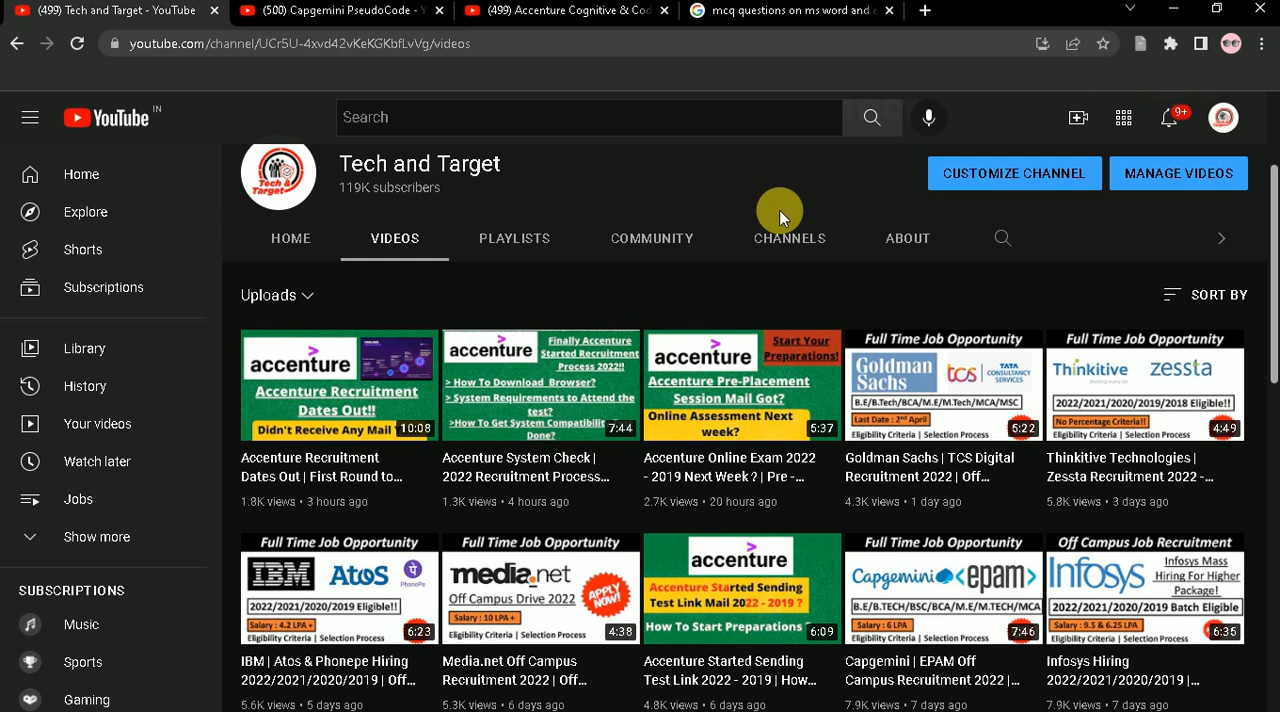 (499) Tech and Target - YouTube
(500) Capgemini PseudoCode - Y
(499) Accenture Cognitive & Cod
mcq questions on ms word and e
youtube.com/channel/UCr5U-4xvd42vKeKGKbfLvVg/videos
YouTube IN
Search
9+
Tech and Target
119K subscribers
CUSTOMIZE CHANNEL
MANAGE VIDEOS
HOME
VIDEOS
PLAYLISTS
COMMUNITY
CHANNELS
ABOUT
Home
Explore
Shorts
Subscriptions
Library
History
Your videos
Watch later
Jobs
Show more
SUBSCRIPTIONS
Music
Sports
Gaming
Uploads
SORT BY
accenture
Accenture Recruitment
Dates Out!!
Didn't Receive Any Mail
10:08
Accenture Recruitment
Dates Out | First Round to...
1.8K views • 3 hours ago
accenture
Finally Accenture
Started Recruitment
Process 2022!!
> How To Download Browser?
> System Requirements to Attend the
test?
>How To Get System Compatibility
Done?
7:44
Accenture System Check |
2022 Recruitment Process...
1.3K views • 4 hours ago
accenture
Start Your
Preparations!
Accenture Pre-Placement
Session Mail Got?
Online Assessment Next
week?
5:37
Accenture Online Exam 2022
- 2019 Next Week ? | Pre -...
2.7K views • 20 hours ago
Full Time Job Opportunity
Goldman
Sachs
tcs TATA
CONSULTANCY
SERVICES
B.E/B.Tech/BCA/M.E/M.Tech/MCA/MSC
Last Date : 2nd April
Eligibility Criteria | Selection Process
5:22
Goldman Sachs | TCS Digital
Recruitment 2022 | Off...
4.3K views • 1 day ago
Full Time Job Opportunity
Thinkitive
zessta
2022/2021/2020/2019/2018 Eligible!!
No Percentage Criteria!!
Eligibility Criteria | Selection Process
4:49
Thinkitive Technologies |
Zessta Recruitment 2022 -...
5.8K views • 3 days ago
Full Time Job Opportunity
IBM
Atos
PhonePe
2022/2021/2020/2019 Eligible!!
Salary : 4.2 LPA +
Eligibility Criteria | Selection Process
6:23
IBM | Atos & Phonepe Hiring
2022/2021/2020/2019 | Off...
5.6K views • 5 days ago
Full Time Job Opportunity
media.net
Off Campus Drive 2022
APPLY
NOW!
Salary : 10 LPA +
Eligibility Criteria | Selection Process
4:38
Media.net Off Campus
Recruitment 2022 | Off...
5.3K views • 6 days ago
accenture
Accenture Started Sending
Test Link Mail 2022 - 2019 ?
How To Start Preparations
6:09
Accenture Started Sending
Test Link 2022 - 2019 | How...
4.8K views • 6 days ago
Full Time Job Opportunity
Capgemini
<epam>
B.E/B.TECH/BSC/BCA/M.E/M.TECH/MCA
Salary : 6 LPA
Eligibility Criteria | Selection Process
7:46
Capgemini | EPAM Off
Campus Recruitment 2022 |...
7.9K views • 7 days ago
Off Campus Job Recruitment
Infosys
Infosys Mass
Hiring For Higher
Package!
2022/2021/2020/2019 Batch Eligible
Salary : 9.5 & 6.25 LPA
Eligibility Criteria | Selection Process
6:35
Infosys Hiring
2022/2021/2020/2019 |...
7.9K views • 7 days ago